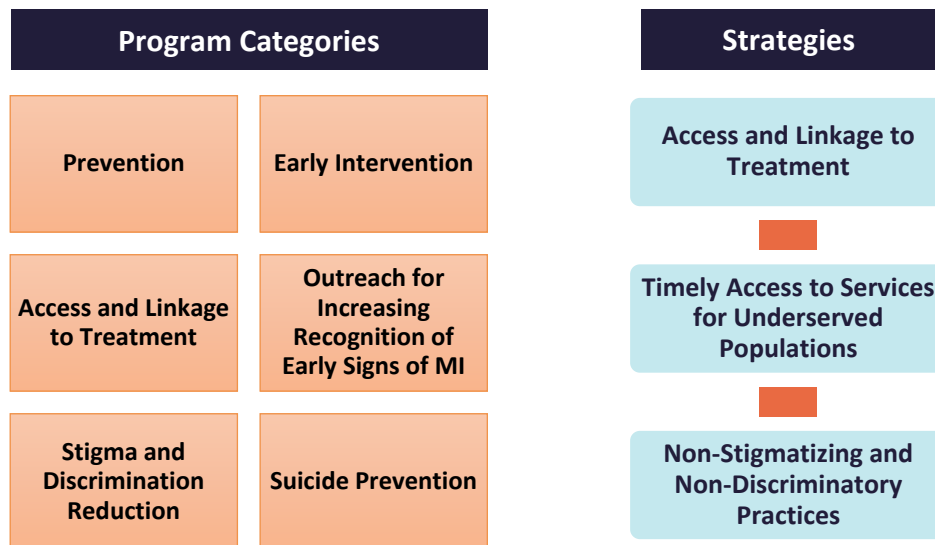 Program Categories
Prevention
Early Intervention
Access and Linkage
to Treatment
Outreach for
Increasing
Recognition of
Early Signs of MI
Stigma and
Discrimination
Reduction
Suicide Prevention
Strategies
Access and Linkage to
Treatment
Timely Access to Services
for Underserved
Populations
Non-Stigmatizing and
Non-Discriminatory
Practices